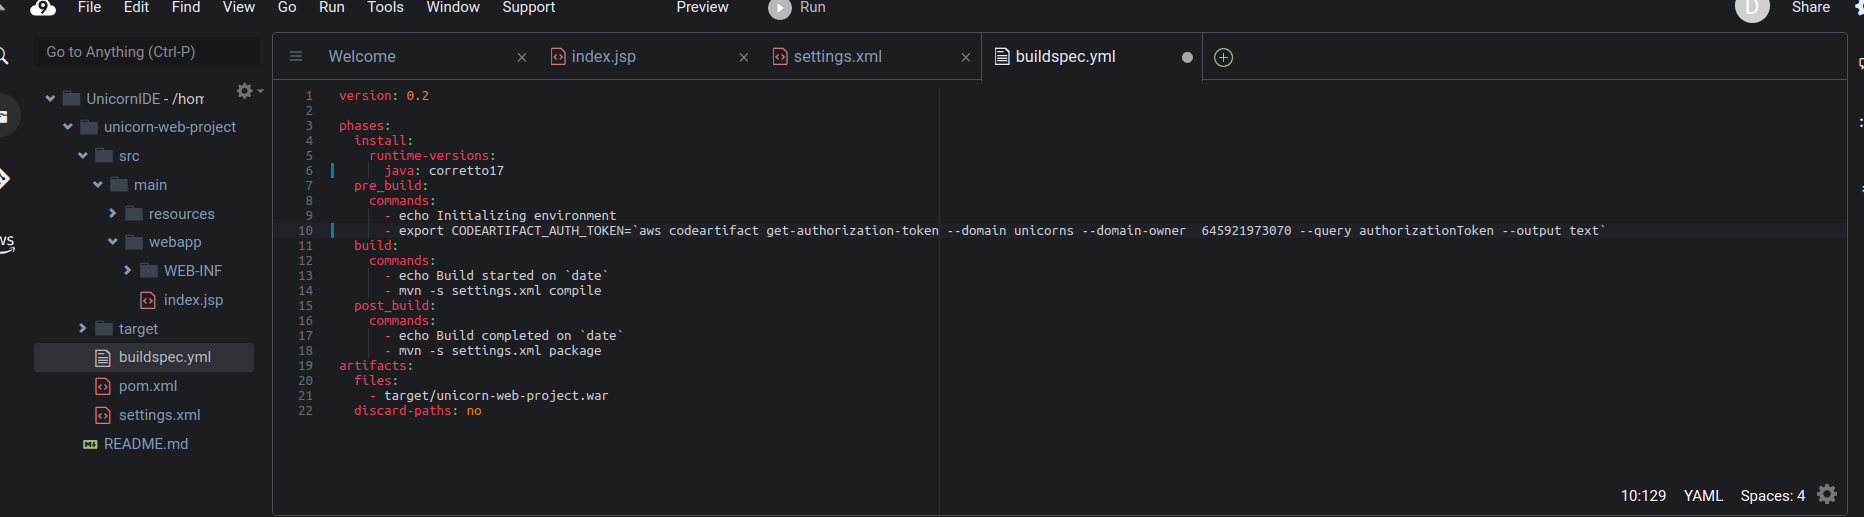 9 File Edit Find View Go Run Tools Window Support Preview Run D Share
Go to Anything (Ctrl-P)
Welcome index.jsp settings.xml buildspec.yml
UnicornIDE - /hom
unicorn-web-project
src
main
resources
webapp
WEB-INF
index.jsp
target
buildspec.yml
pom.xml
settings.xml
README.md
1 version: 0.2
2
3 phases:
4 install:
5 runtime-versions:
6 java: corretto17
7 pre_build:
8 commands:
9 - echo Initializing environment
10 - export CODEARTIFACT_AUTH_TOKEN=`aws codeartifact get-authorization-token --domain unicorns --domain-owner  645921973070 --query authorizationToken --output text`
11 build:
12 commands:
13 - echo Build started on `date`
14 - mvn -s settings.xml compile
15 post_build:
16 commands:
17 - echo Build completed on `date`
18 - mvn -s settings.xml package
19 artifacts:
20 files:
21 - target/unicorn-web-project.war
22 discard-paths: no
10:129 YAML Spaces: 4